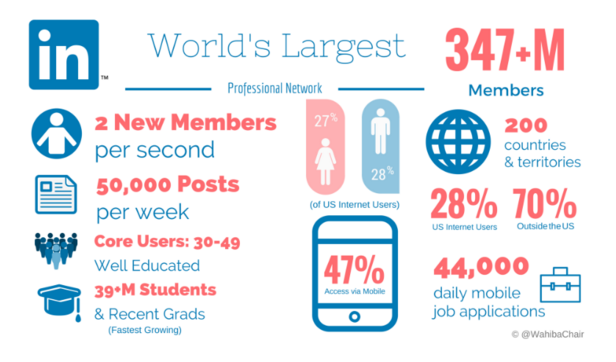 in
TM
World's Largest
Professional Network
347+M
Members
2 New Members
per second
50,000 Posts
per week
Core Users: 30-49
Well Educated
39+M Students
& Recent Grads
(Fastest Growing)
27%
28%
(of US Internet Users)
47%
Access via Mobile
200
countries
& territories
28%
US Internet Users
70%
Outside the US
44,000
daily mobile
job applications
© @WahibaChair